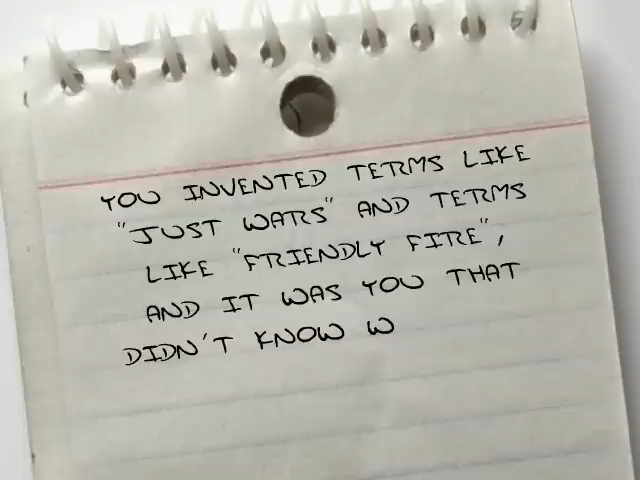 YOU INVENTED TERMS LIKE
"JUST WARS" AND TERMS
LIKE "FRIENDLY FIRE",
AND IT WAS YOU THAT
DIDN'T KNOW W